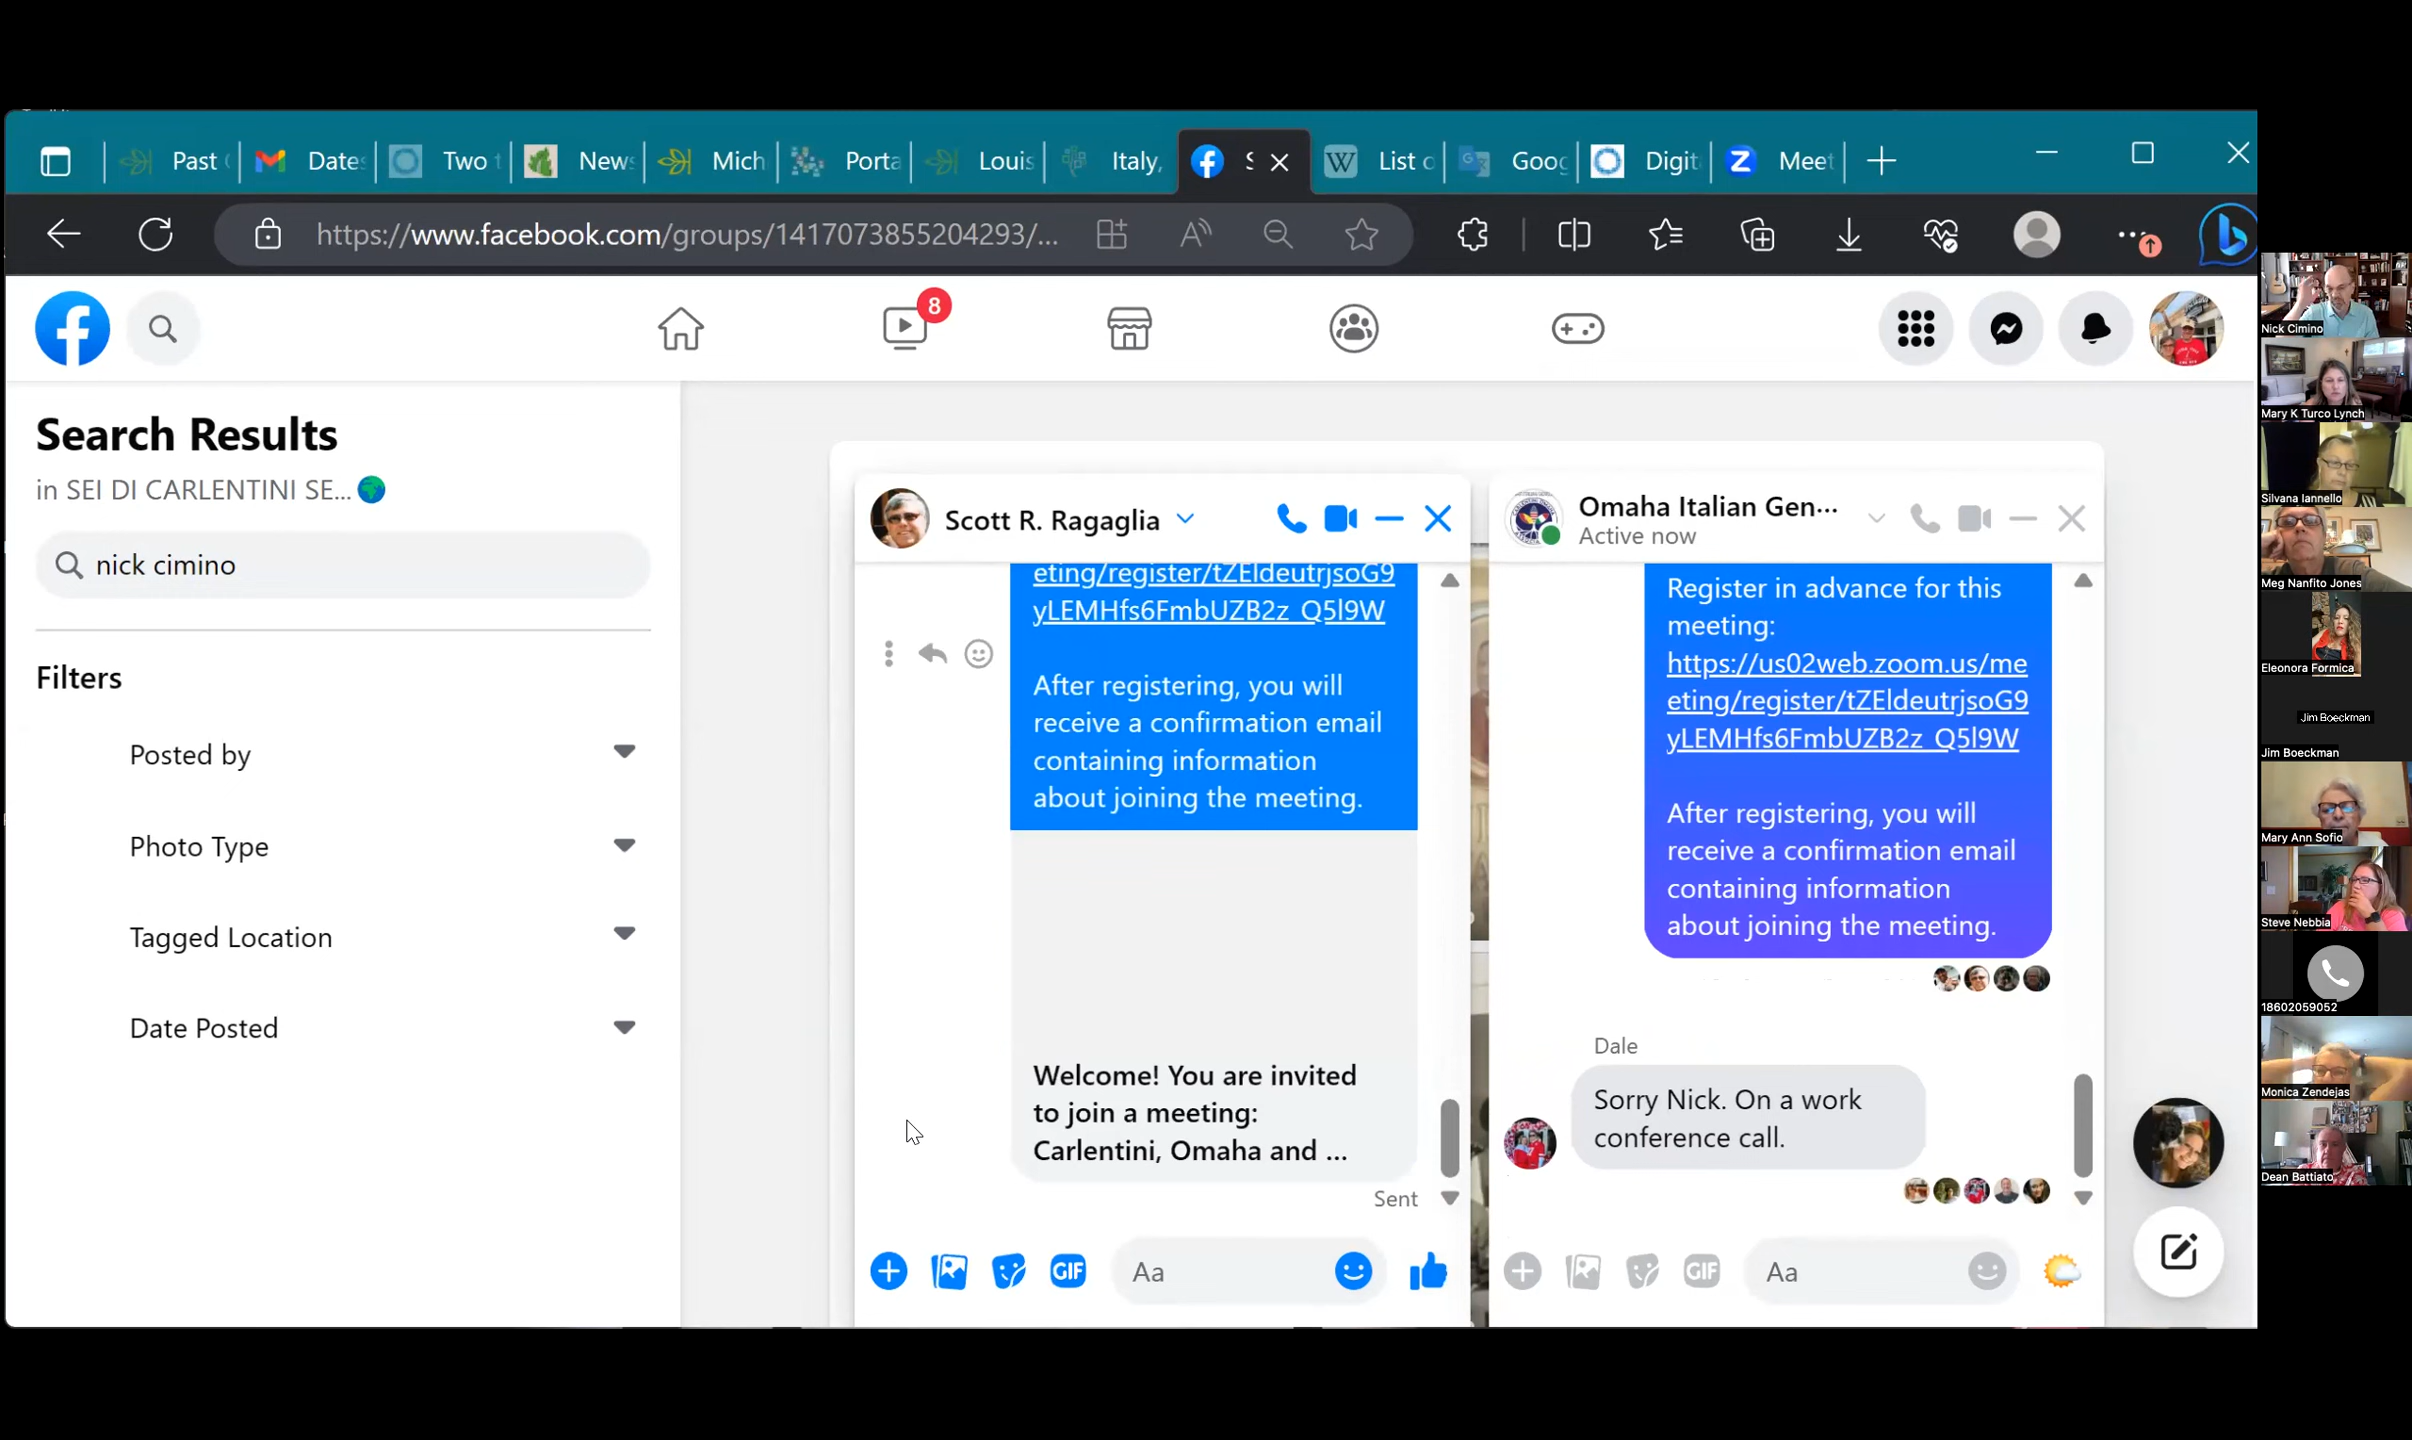 Past
Date
Two
News
Mich
Porta
Louis
Italy,
S
List o
Goog
Digit
Meet
https://www.facebook.com/groups/1417073855204293/...
8
Search Results
in SEI DI CARLENTINI SE...
nick cimino
Filters
Posted by
Photo Type
Tagged Location
Date Posted
Scott R. Ragaglia
eting/register/tZEldeutrjsoG9
yLEMHfs6FmbUZB2z_Q5l9W
After registering, you will
receive a confirmation email
containing information
about joining the meeting.
Welcome! You are invited
to join a meeting:
Carlentini, Omaha and ...
Sent
GIF
Aa
Omaha Italian Gen...
Active now
Register in advance for this
meeting:
https://us02web.zoom.us/me
eting/register/tZEldeutrjsoG9
yLEMHfs6FmbUZB2z_Q5l9W
After registering, you will
receive a confirmation email
containing information
about joining the meeting.
Dale
Sorry Nick. On a work
conference call.
GIF
Aa
Nick Cimino
Mary K Turco Lynch
Silvana Iannello
Meg Nanfito Jones
Eleonora Formica
Jim Boeckman
Jim Boeckman
Mary Ann Sofio
Steve Nebbia
18602059052
Monica Zendejas
Dean Battiato